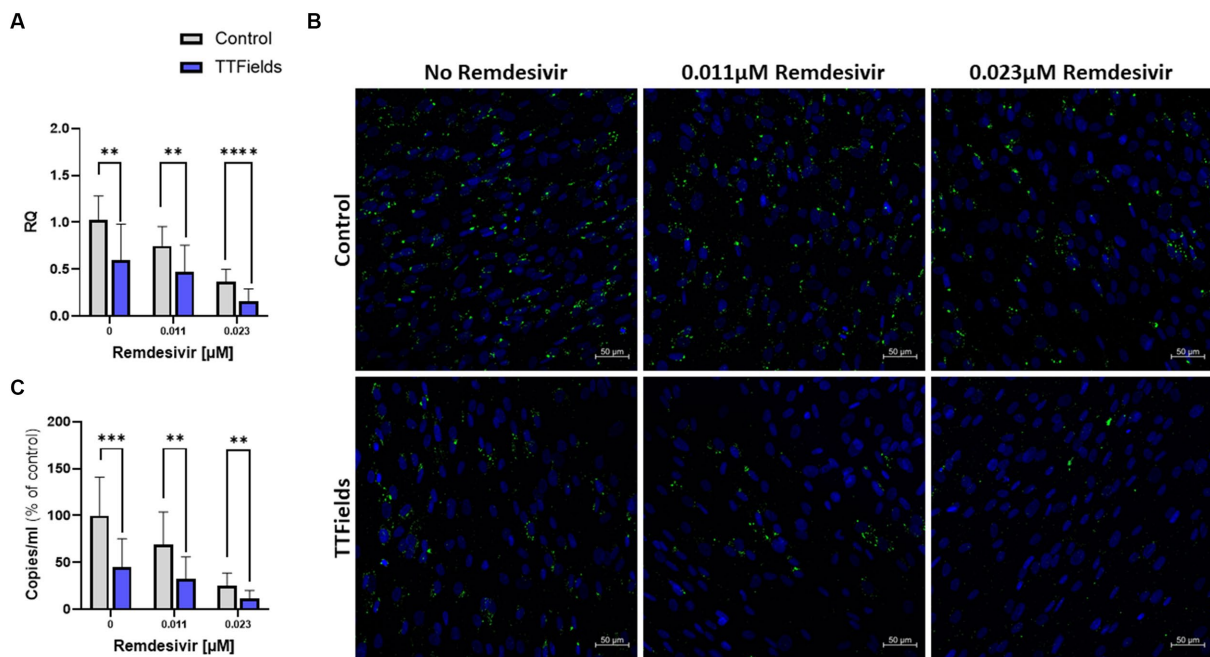 A
Control
TTFields
RQ
2.0
1.5
1.0
0.5
0.0
**
**
****
0
0.011
0.023
Remdesivir [µM]
B
No Remdesivir
0.011µM Remdesivir
0.023µM Remdesivir
Control
50 µm
50 µm
50 µm
TTFields
50 µm
50 µm
50 µm
C
Copies/ml (% of control)
200
150
100
50
0
***
**
**
0
0.011
0.023
Remdesivir [µM]